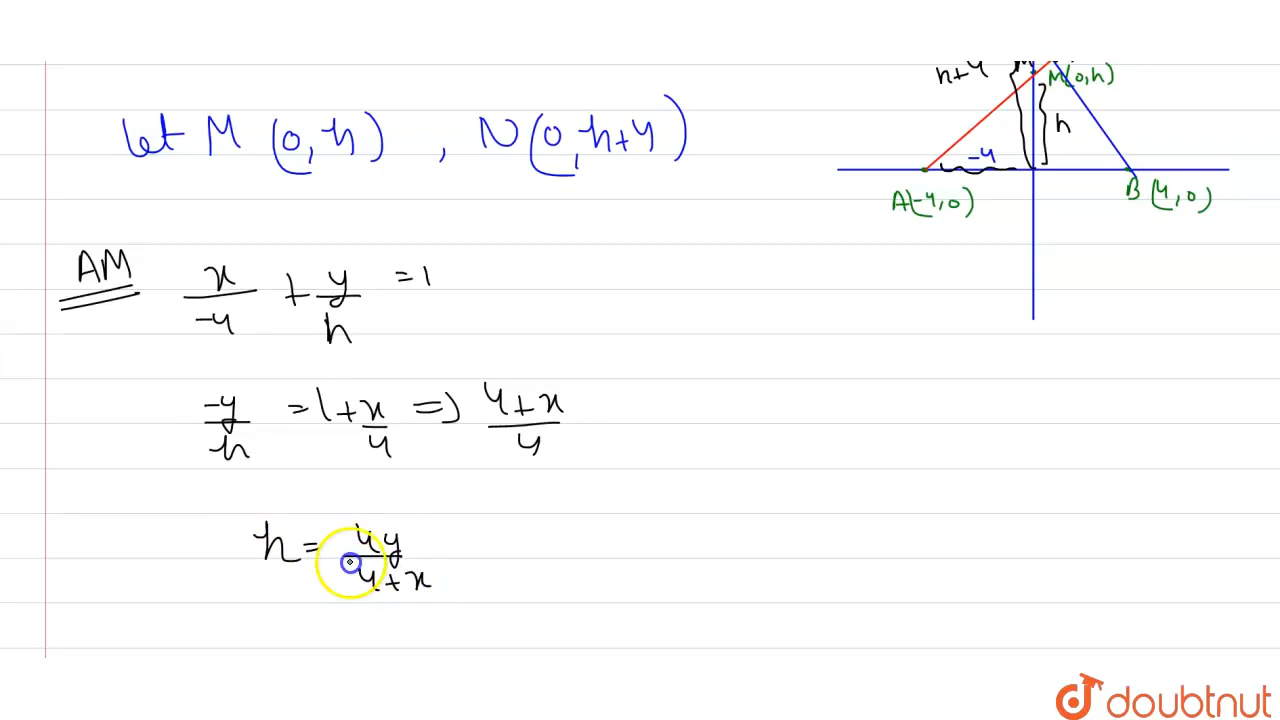 h+4
M(0,h)
let M (0,h) , N(0,h+4)
h
-4
A(-4,0)
B(4,0)
AM
x/-4 + y/h =1
-y/h =1+x/4 => 4+x/4
h= 4y/4+x
doubtnut